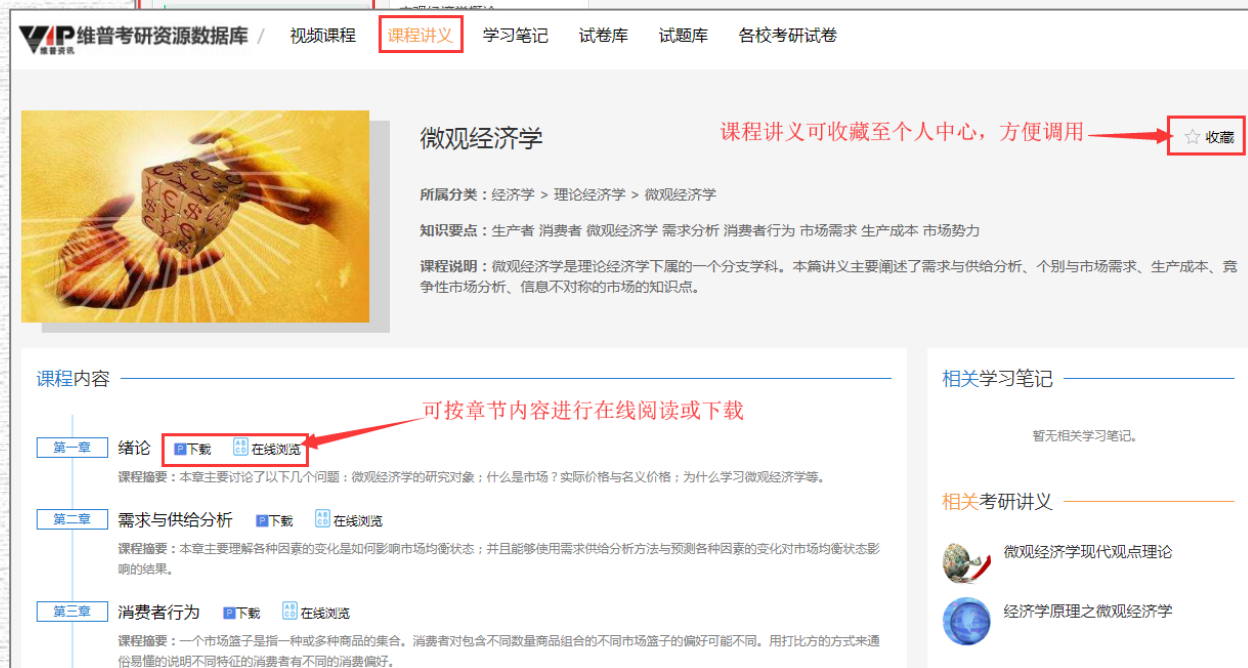 VIP 维普考研资源数据库 / 视频课程 课程讲义 学习笔记 试卷库 试题库 各校考研试卷
维普资讯
微观经济学
课程讲义可收藏至个人中心，方便调用
☆ 收藏
所属分类：经济学 > 理论经济学 > 微观经济学
知识要点：生产者 消费者 微观经济学 需求分析 消费者行为 市场需求 生产成本 市场势力
课程说明：微观经济学是理论经济学下属的一个分支学科。本篇讲义主要阐述了需求与供给分析、个别与市场需求、生产成本、竞
争性市场分析、信息不对称的市场的知识点。
课程内容
可按章节内容进行在线阅读或下载
第一章 绪论 P下载 在线浏览
课程摘要：本章主要讨论了以下几个问题：微观经济学的研究对象；什么是市场？实际价格与名义价格；为什么学习微观经济学等。
第二章 需求与供给分析 P下载 在线浏览
课程摘要：本章主要理解各种因素的变化是如何影响市场均衡状态；并且能够使用需求供给分析方法与预测各种因素的变化对市场均衡状态影
响的结果。
第三章 消费者行为 P下载 在线浏览
课程摘要：一个市场篮子是指一种或多种商品的集合。消费者对包含不同数量商品组合的不同市场篮子的偏好可能不同。用打比方的方式来通
俗易懂的说明不同特征的消费者有不同的消费偏好。
相关学习笔记
暂无相关学习笔记。
相关考研讲义
微观经济学现代观点理论
经济学原理之微观经济学